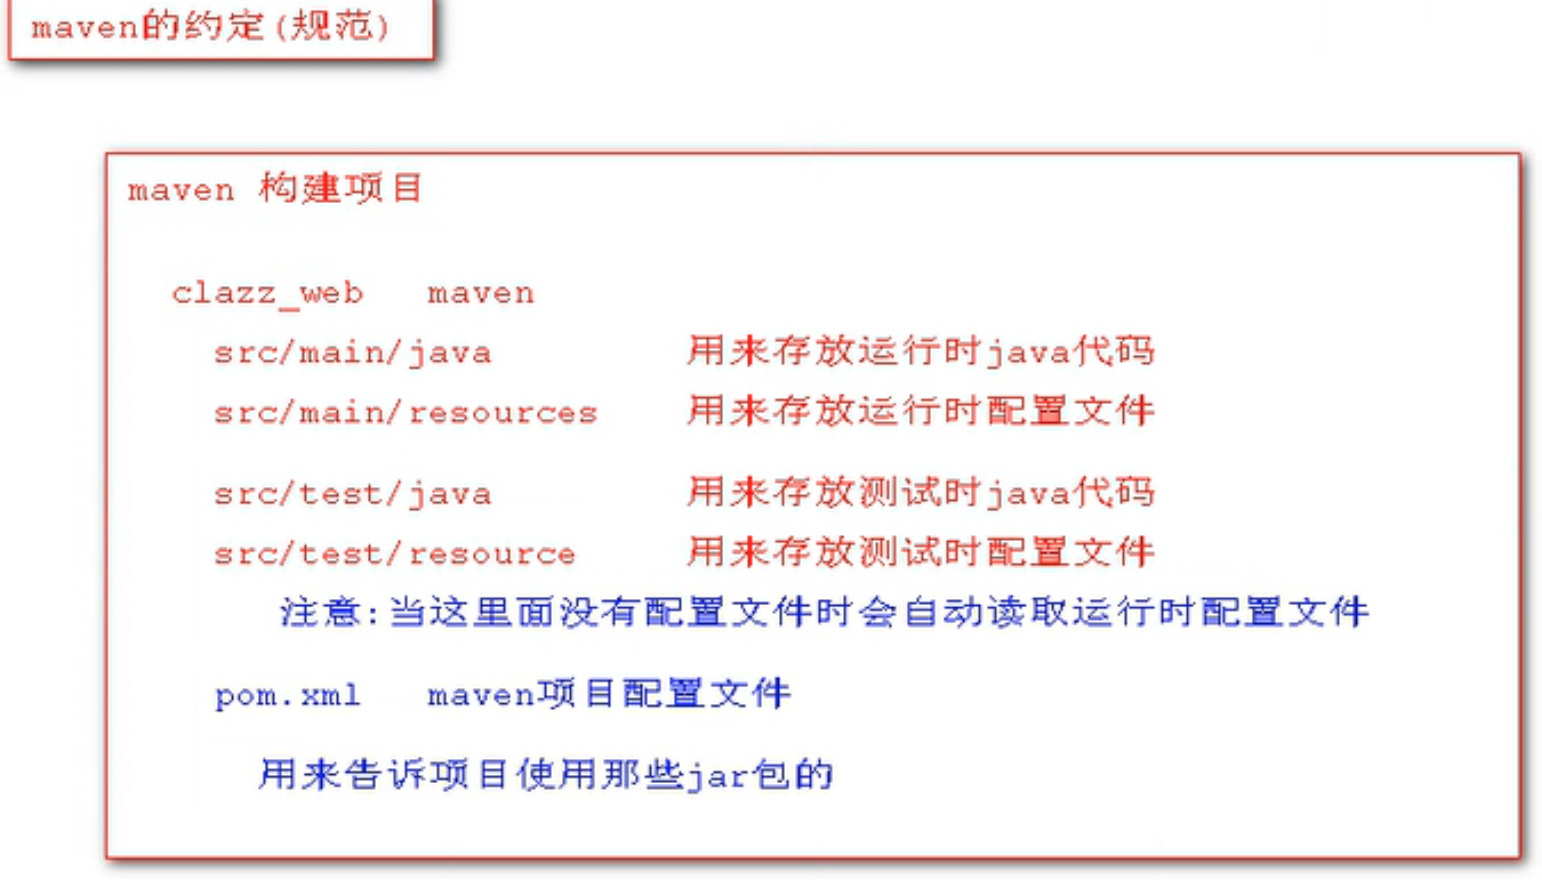 maven的约定(规范)
maven 构建项目
clazz_web maven
src/main/java 用来存放运行时java代码
src/main/resources 用来存放运行时配置文件
src/test/java 用来存放测试时java代码
src/test/resource 用来存放测试时配置文件
注意:当这里面没有配置文件时会自动读取运行时配置文件
pom.xml maven项目配置文件
用来告诉项目使用那些jar包的